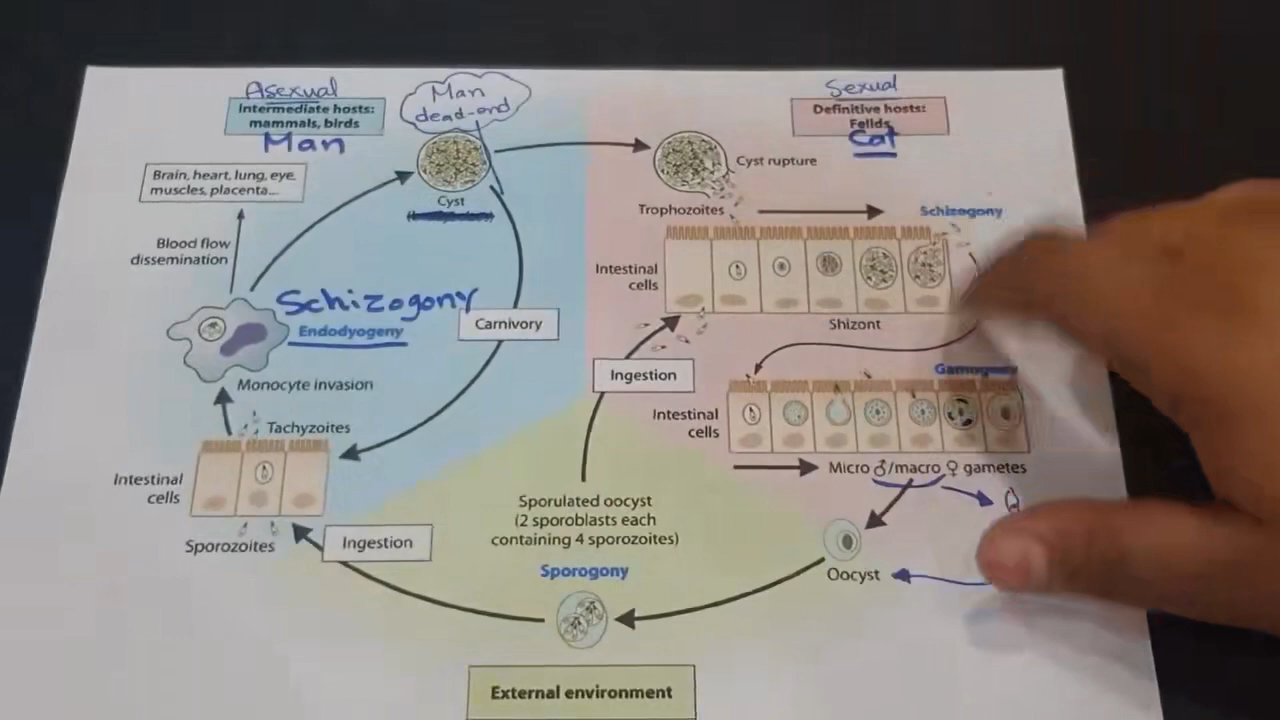 Asexual
Intermediate hosts:
mammals, birds
Man
Man
dead-end
Sexual
Definitive hosts:
Felids
Cat
Brain, heart, lung, eye,
muscles, placenta...
Cyst
Cyst rupture
Trophozoites
Schizogony
Blood flow
dissemination
Intestinal
cells
Schizogony
Endodyogeny
Carnivory
Shizont
Monocyte invasion
Ingestion
Gamogony
Tachyzoites
Intestinal
cells
Intestinal
cells
Micro ♂/macro ♀ gametes
Sporozoites
Ingestion
Sporulated oocyst
(2 sporoblasts each
containing 4 sporozoites)
Sporogony
Oocyst
External environment